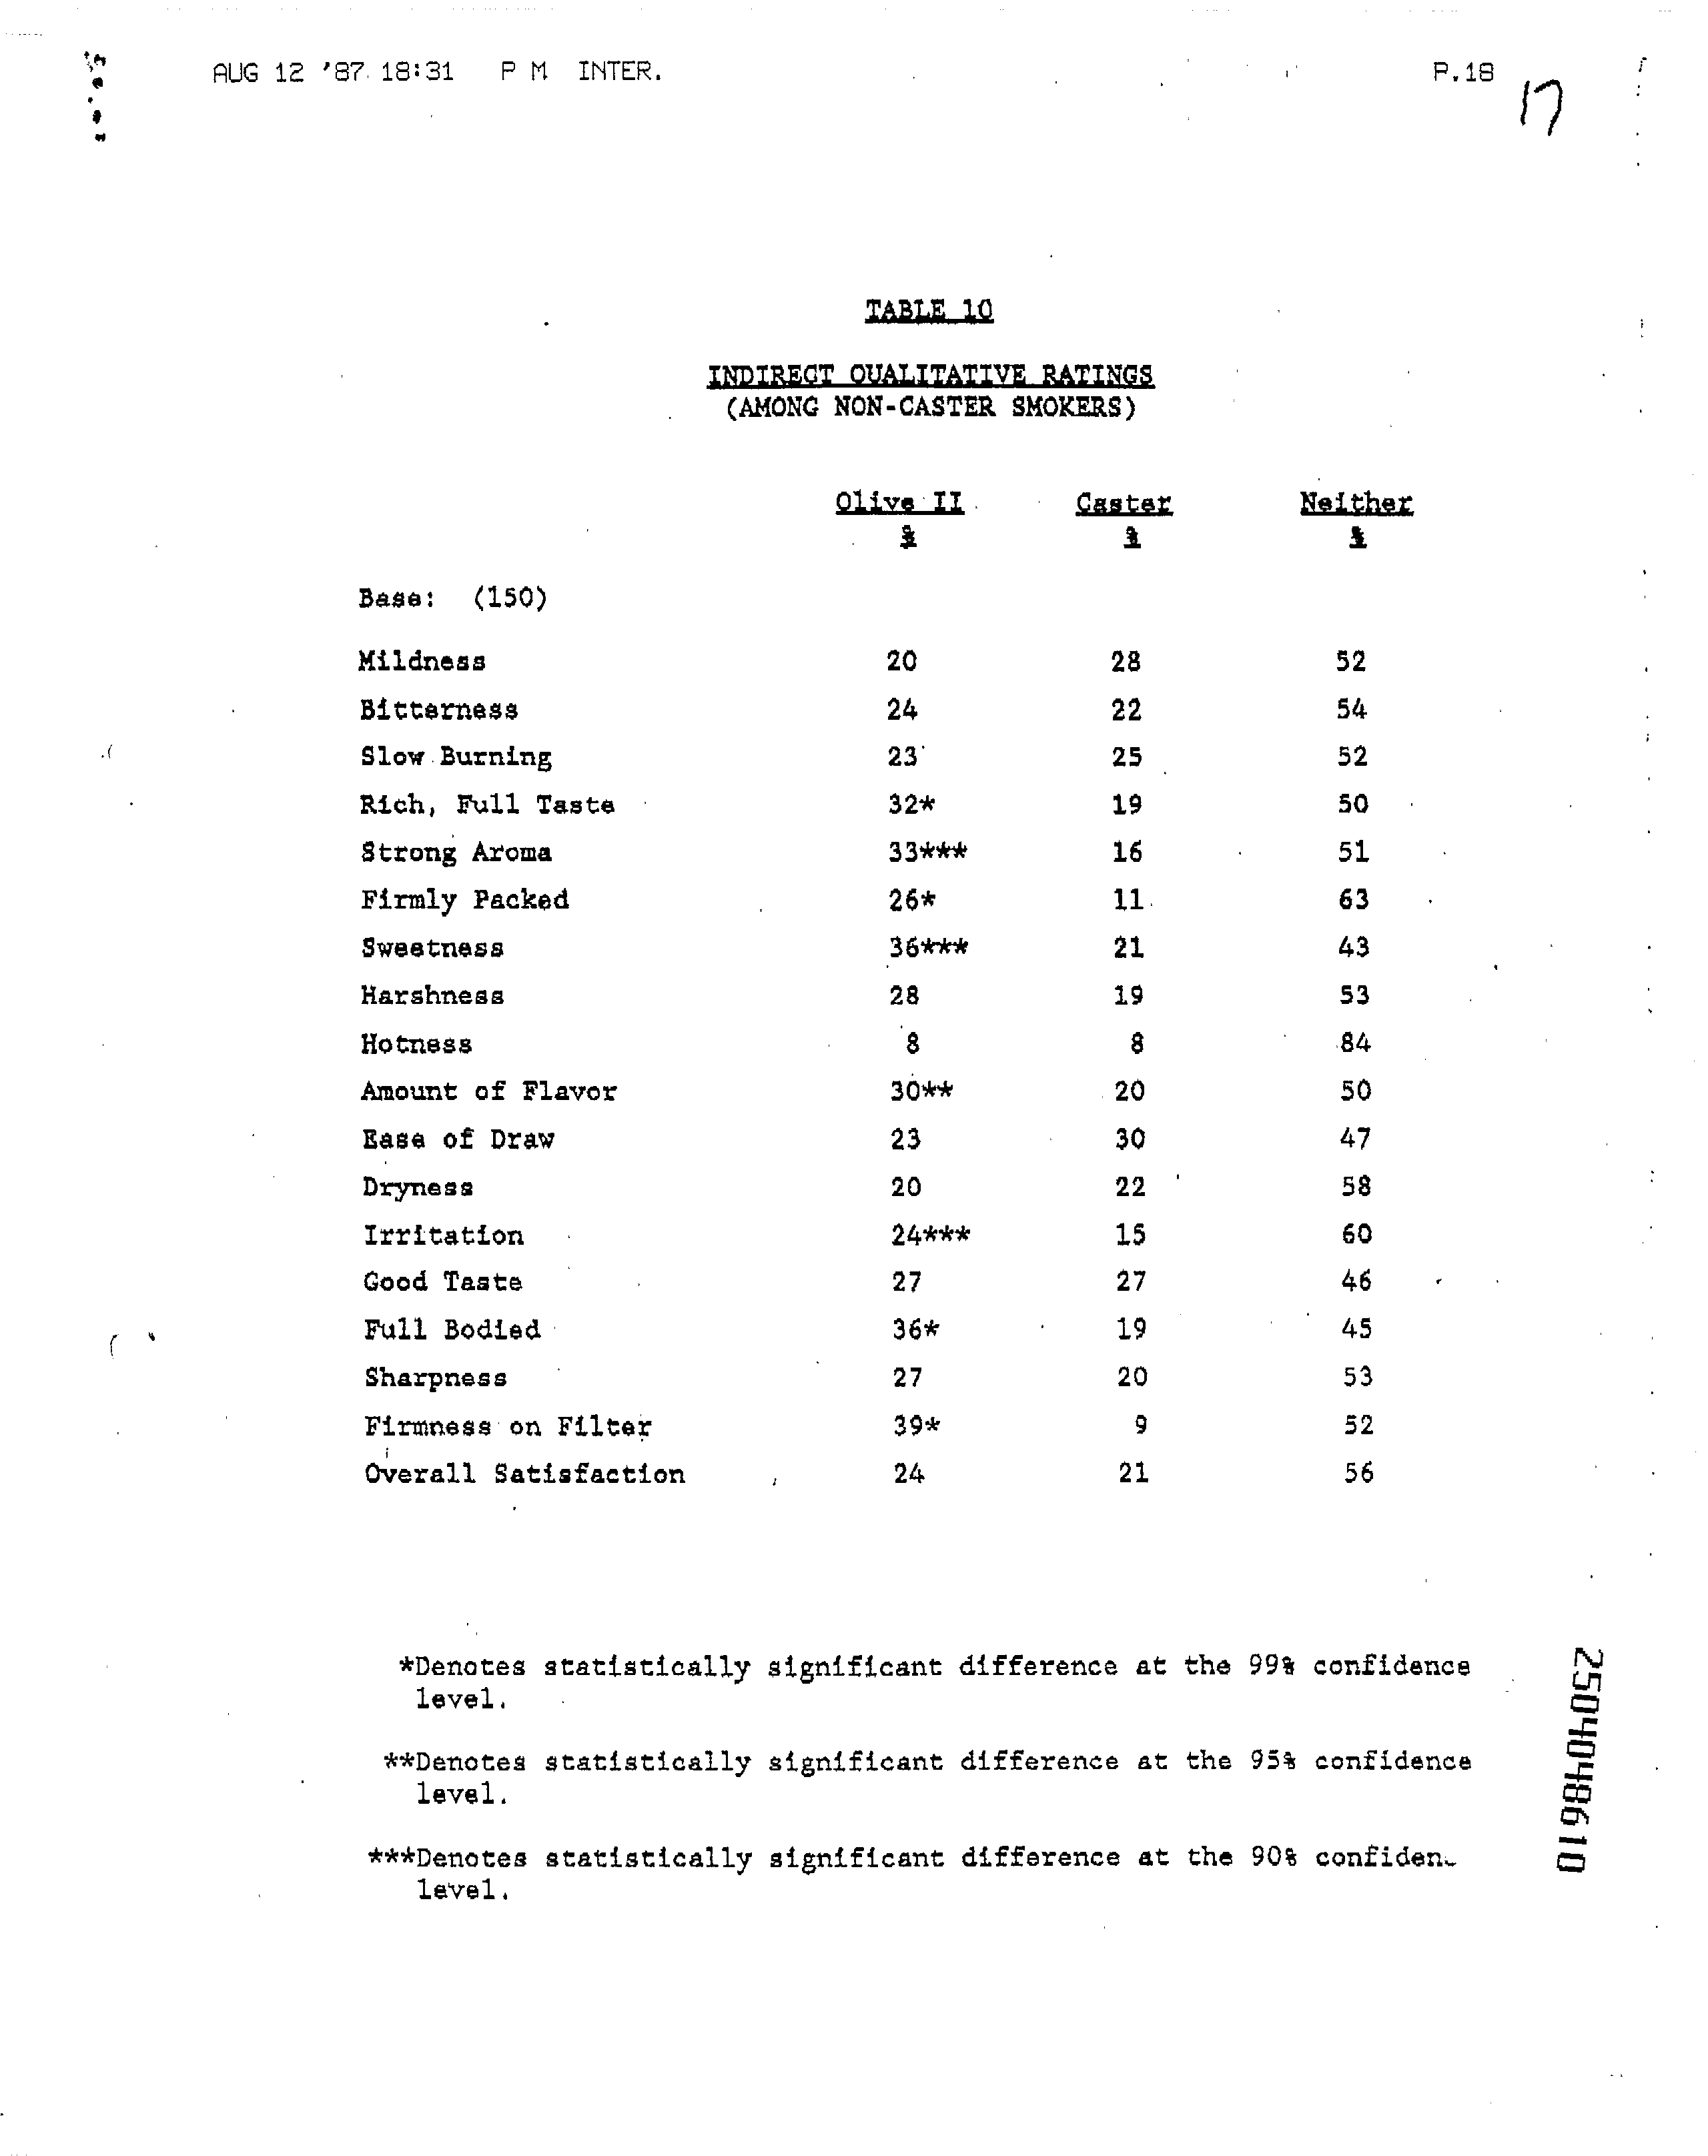 AUG 12 '87 18:31 P M INTER. P.18
17
TABLE 10
INDIRECT QUALITATIVE RATINGS
(AMONG NON-CASTER SMOKERS)
Olive II Caster Neither
% % %
Base: (150)
Mildness 20 28 52
Bitterness 24 22 54
Slow Burning 23 25 52
Rich, Full Taste 32* 19 50
Strong Aroma 33*** 16 51
Firmly Packed 26* 11 63
Sweetness 36*** 21 43
Harshness 28 19 53
Hotness 8 8 84
Amount of Flavor 30** 20 50
Ease of Draw 23 30 47
Dryness 20 22 58
Irritation 24*** 15 60
Good Taste 27 27 46
Full Bodied 36* 19 45
Sharpness 27 20 53
Firmness on Filter 39* 9 52
Overall Satisfaction 24 21 56
*Denotes statistically significant difference at the 99% confidence
level.
**Denotes statistically significant difference at the 95% confidence
level.
***Denotes statistically significant difference at the 90% confiden
level.
2504048610